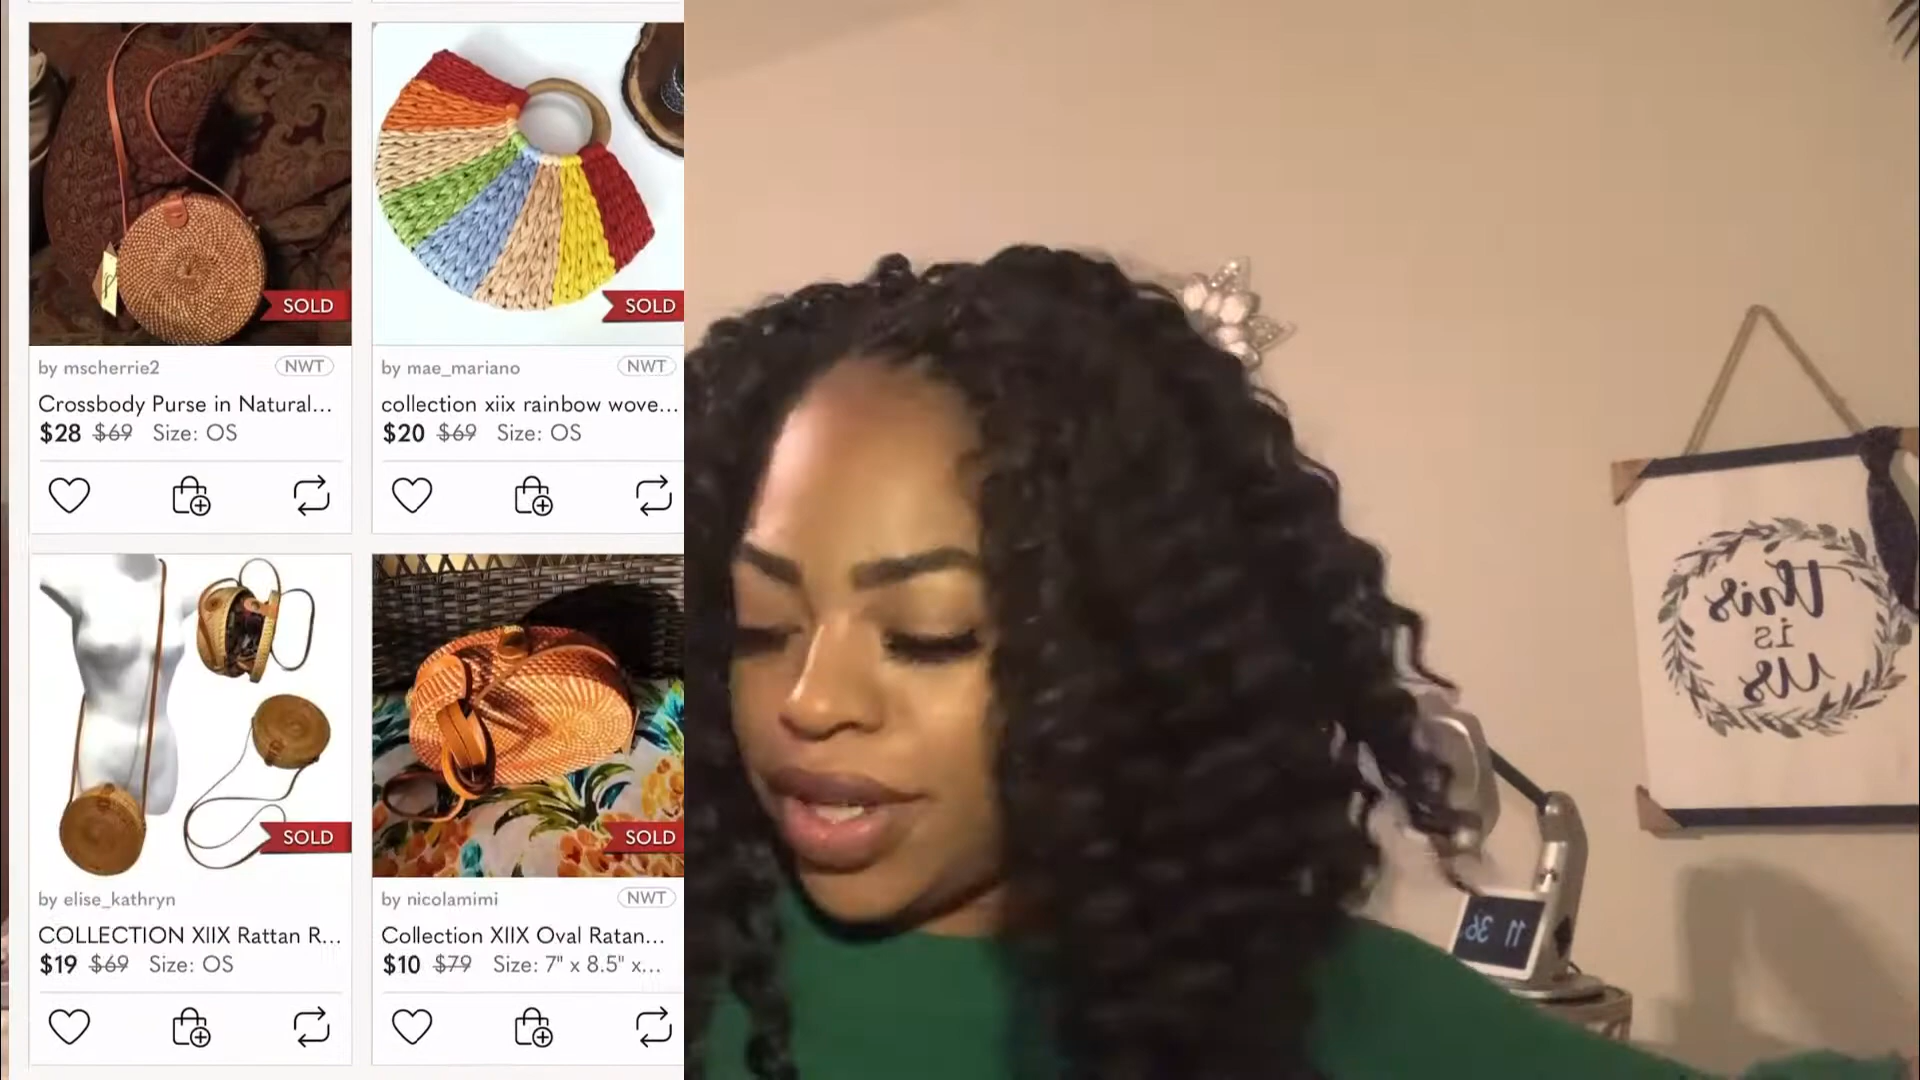 SOLD
by mscherrie2 NWT
Crossbody Purse in Natural...
$28 $69 Size: OS
SOLD
by mae_mariano NWT
collection xiix rainbow wove...
$20 $69 Size: OS
SOLD
by elise_kathryn
COLLECTION XIIX Rattan R...
$19 $69 Size: OS
SOLD
by nicolamimi NWT
Collection XIIX Oval Ratan...
$10 $79 Size: 7" x 8.5" x...
this
is
us
11 36